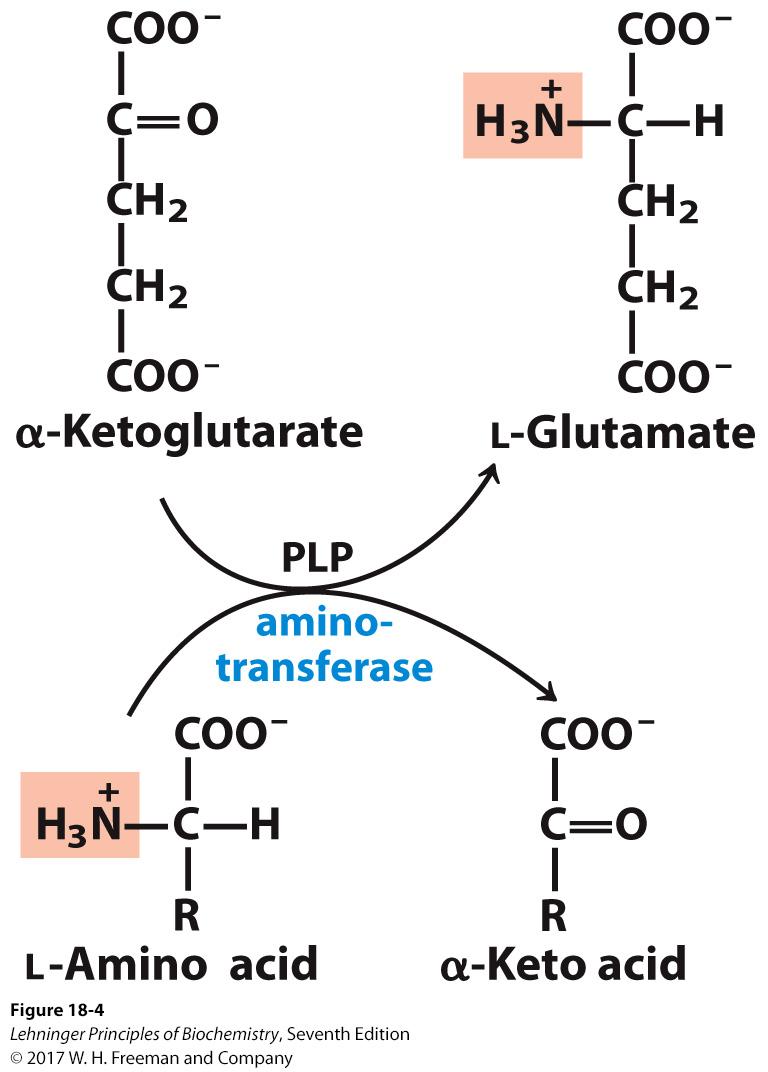 COO⁻ COO⁻
C=O H₃N⁺—C—H
CH₂ CH₂
CH₂ CH₂
COO⁻ COO⁻
α-Ketoglutarate L-Glutamate
PLP
amino-
transferase
COO⁻ COO⁻
H₃N⁺—C—H C=O
R R
L-Amino acid α-Keto acid
Figure 18-4
Lehninger Principles of Biochemistry, Seventh Edition
© 2017 W. H. Freeman and Company